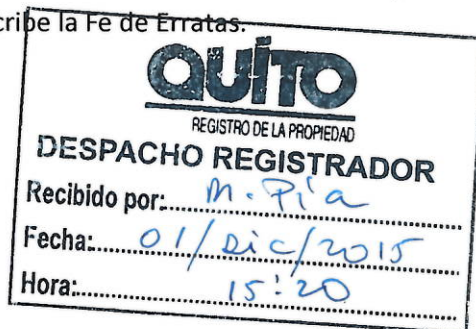 cribe la Fe de Erratas.
QUITO
REGISTRO DE LA PROPIEDAD
DESPACHO REGISTRADOR
Recibido por: M. Pía
Fecha: 01/Dic/2015
Hora: 15:20